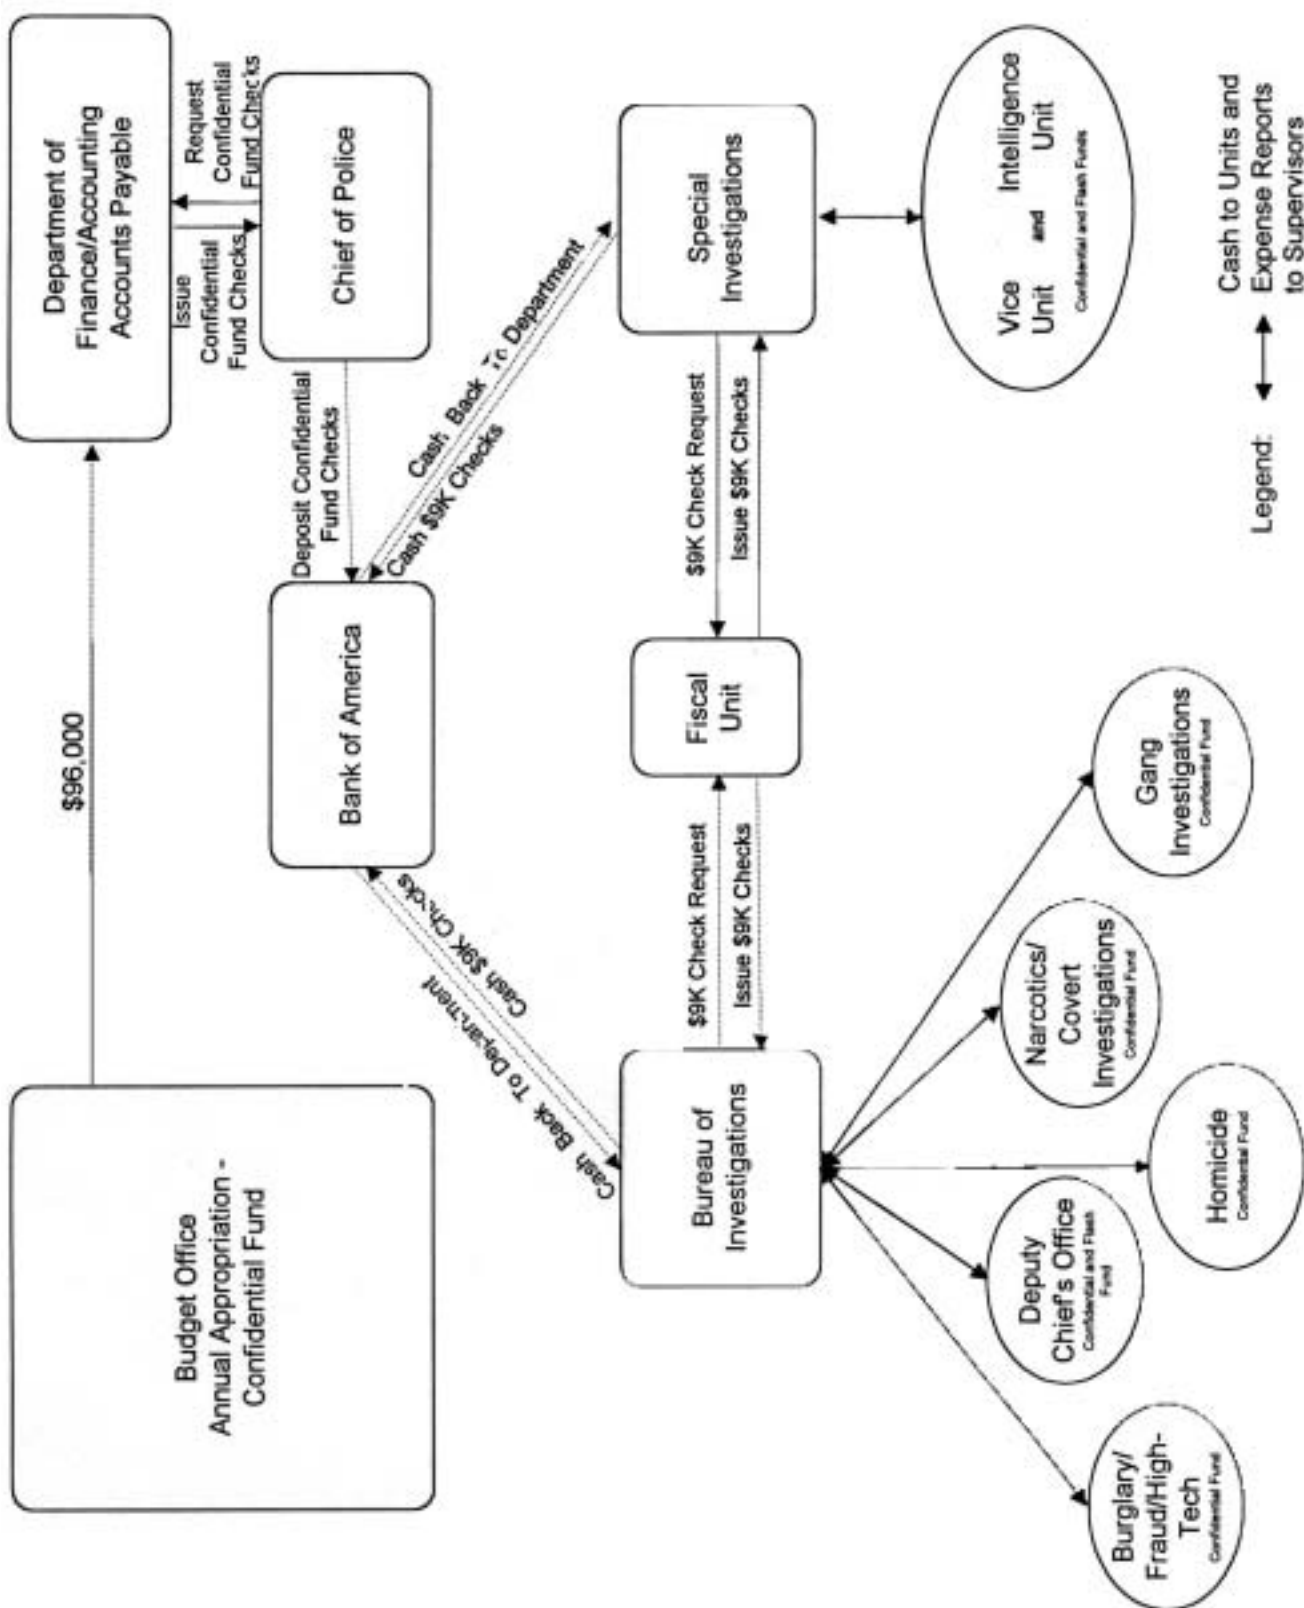 Budget Office
Annual Appropriation -
Confidential Fund
$96,000
Department of
Finance/Accounting
Accounts Payable
Issue
Confidential
Fund Checks
Request
Confidential
Fund Checks
Chief of Police
Deposit Confidential
Fund Checks
Bank of America
Cash $9K Checks
Cash Back To Department
Cash Back To Department
Cash $9K Checks
Bureau of
Investigations
$9K Check Request
Issue $9K Checks
Fiscal
Unit
$9K Check Request
Issue $9K Checks
Special
Investigations
Burglary/
Fraud/High-
Tech
Confidential Fund
Deputy
Chief's Office
Confidential and Flash
Fund
Homicide
Confidential Fund
Narcotics/
Covert
Investigations
Confidential Fund
Gang
Investigations
Confidential Fund
Vice Intelligence
Unit and Unit
Confidential and Flash Funds
Legend:
Cash to Units and
Expense Reports
to Supervisors